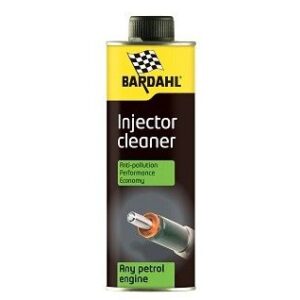 BARDAHL
Injector
cleaner
Anti-pollution
Performance
Economy
Any petrol
engine